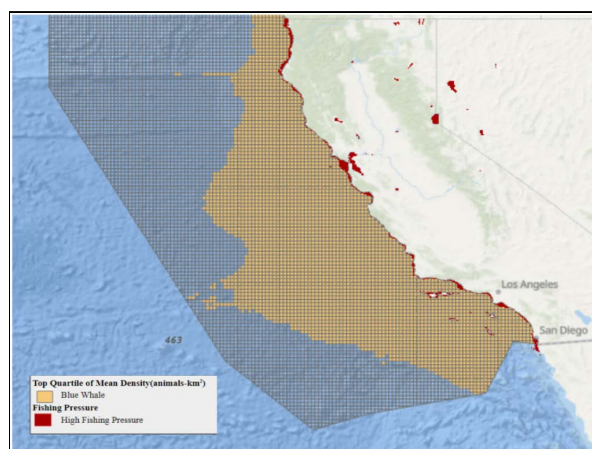 Los Angeles
San Diego
463
Top Quartile of Mean Density(animals-km²)
Blue Whale
Fishing Pressure
High Fishing Pressure